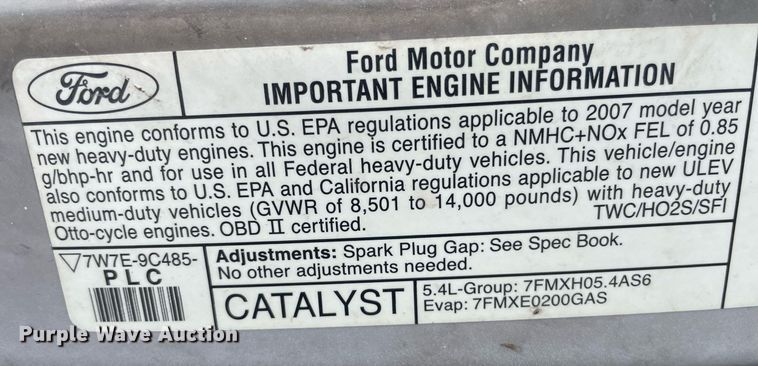 Ford
Ford Motor Company
IMPORTANT ENGINE INFORMATION
This engine conforms to U.S. EPA regulations applicable to 2007 model year
new heavy-duty engines. This engine is certified to a NMHC+NOx FEL of 0.85
g/bhp-hr and for use in all Federal heavy-duty vehicles. This vehicle/engine
also conforms to U.S. EPA and California regulations applicable to new ULEV
medium-duty vehicles (GVWR of 8,501 to 14,000 pounds) with heavy-duty
Otto-cycle engines. OBD II certified.
TWC/HO2S/SFI
7W7E-9C485-
PLC
Adjustments: Spark Plug Gap: See Spec Book.
No other adjustments needed.
CATALYST
5.4L-Group: 7FMXH05.4AS6
Evap: 7FMXE0200GAS
Purple Wave Auction